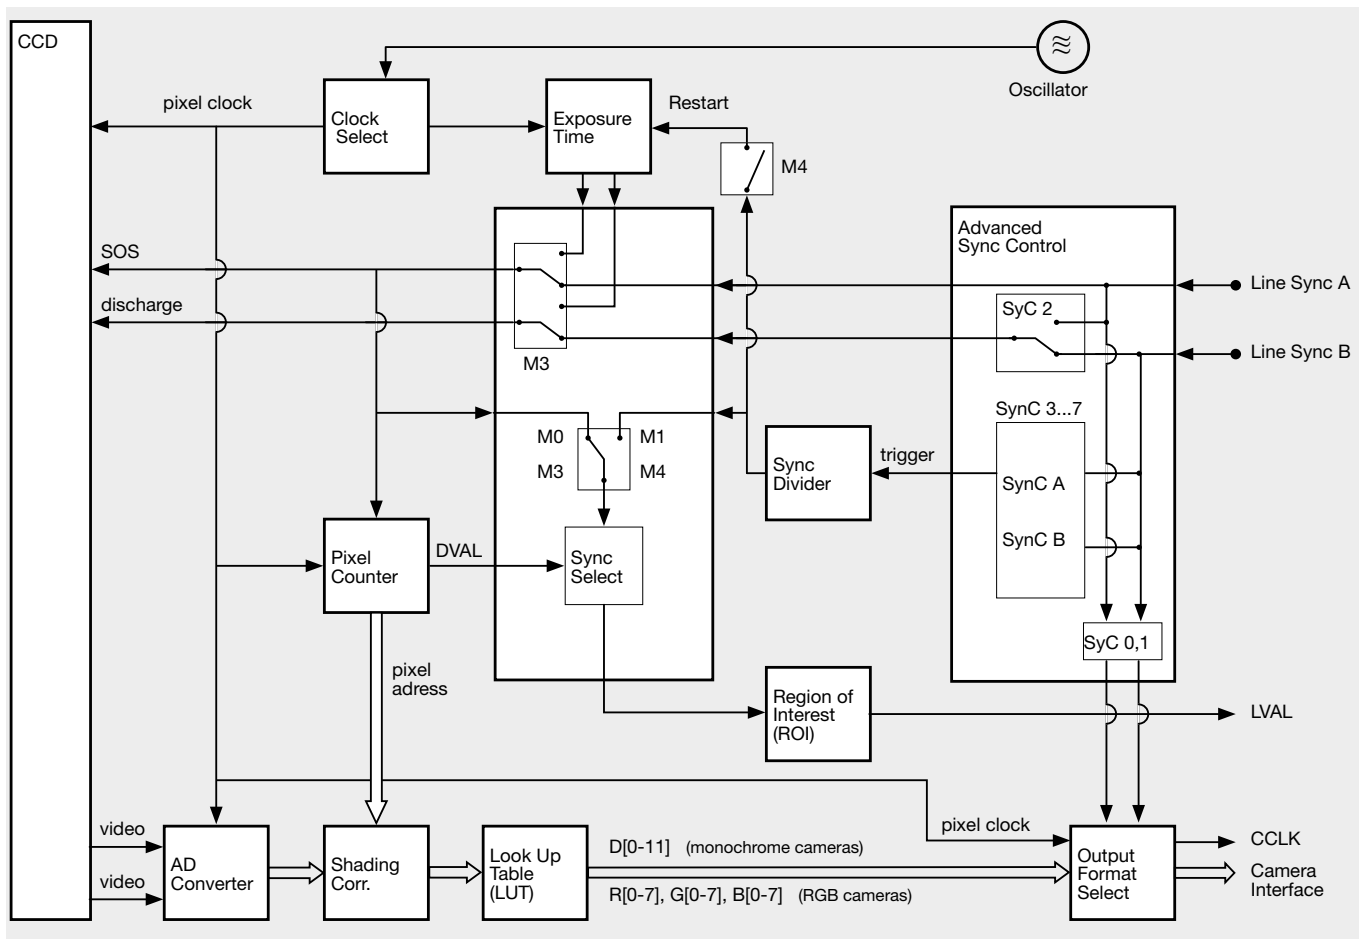 CCD
Oscillator
pixel clock
Clock
Select
Exposure
Time
Restart
M4
Advanced
Sync Control
SOS
discharge
Line Sync A
SyC 2
Line Sync B
M3
SynC 3...7
M0
M1
M3
M4
Sync
Divider
trigger
SynC A
SynC B
Pixel
Counter
DVAL
Sync
Select
SyC 0,1
pixel
adress
Region of
Interest
(ROI)
LVAL
video
video
AD
Converter
Shading
Corr.
Look Up
Table
(LUT)
D[0-11] (monochrome cameras)
R[0-7], G[0-7], B[0-7] (RGB cameras)
pixel clock
Output
Format
Select
CCLK
Camera
Interface